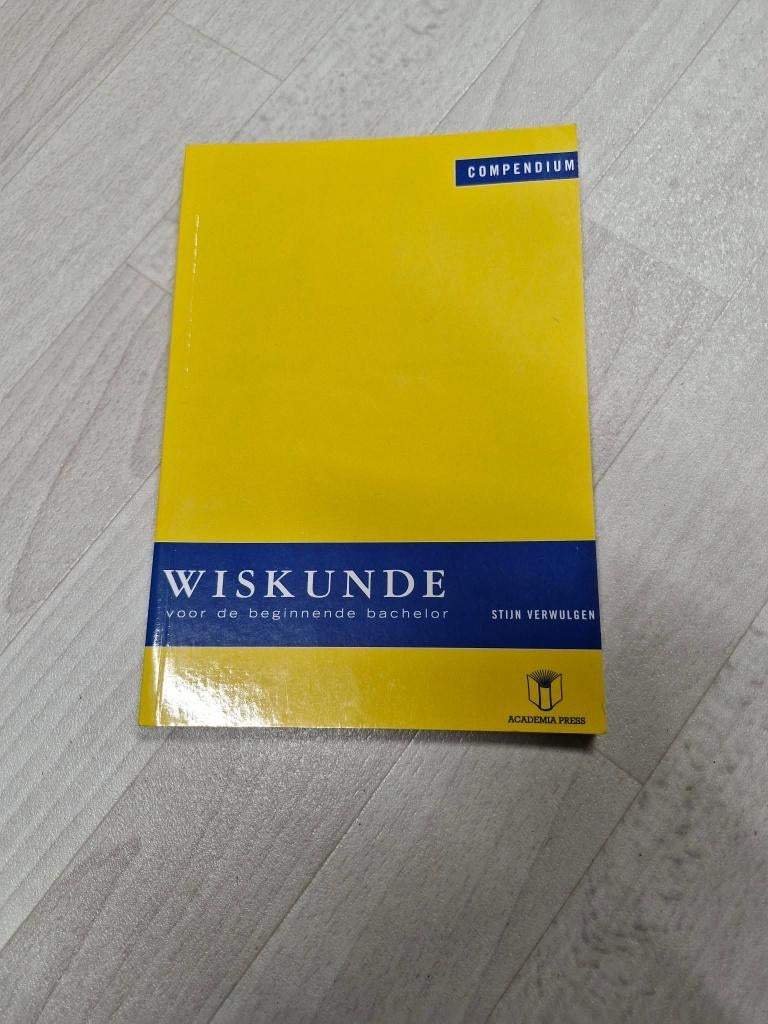 COMPENDIUM
WISKUNDE
voor de beginnende bachelor
STIJN VERWULGEN
ACADEMIA PRESS